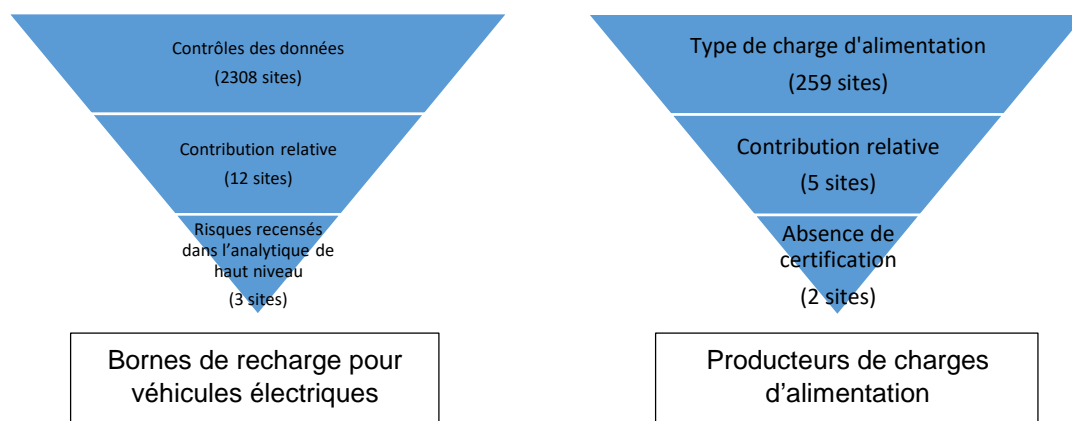 Contrôles des données
(2308 sites)
Contribution relative
(12 sites)
Risques recensés
dans l'analytique de
haut niveau
(3 sites)
Bornes de recharge pour
véhicules électriques
Type de charge d'alimentation
(259 sites)
Contribution relative
(5 sites)
Absence de
certification
(2 sites)
Producteurs de charges
d'alimentation